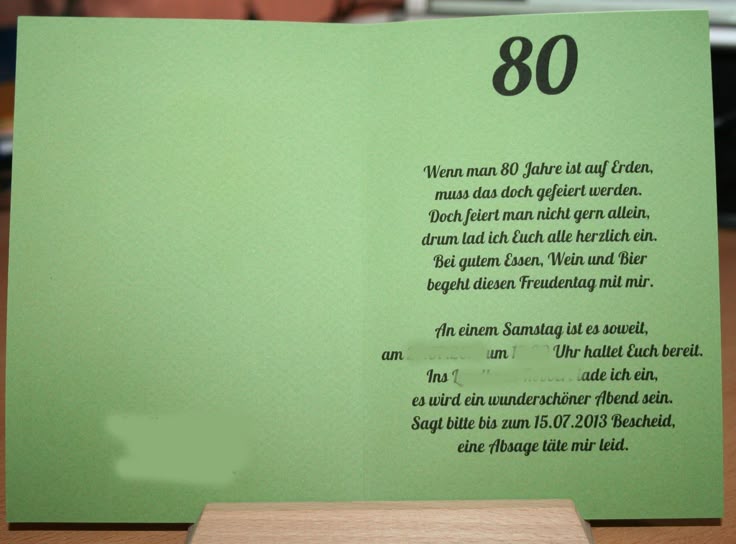 80
Wenn man 80 Jahre ist auf Erden,
muss das doch gefeiert werden.
Doch feiert man nicht gern allein,
drum lad ich Euch alle herzlich ein.
Bei gutem Essen, Wein und Bier
begeht diesen Freudentag mit mir.
An einem Samstag ist es soweit,
am um Uhr haltet Euch bereit.
Ins lade ich ein,
es wird ein wunderschöner Abend sein.
Sagt bitte bis zum 15.07.2013 Bescheid,
eine Absage täte mir leid.